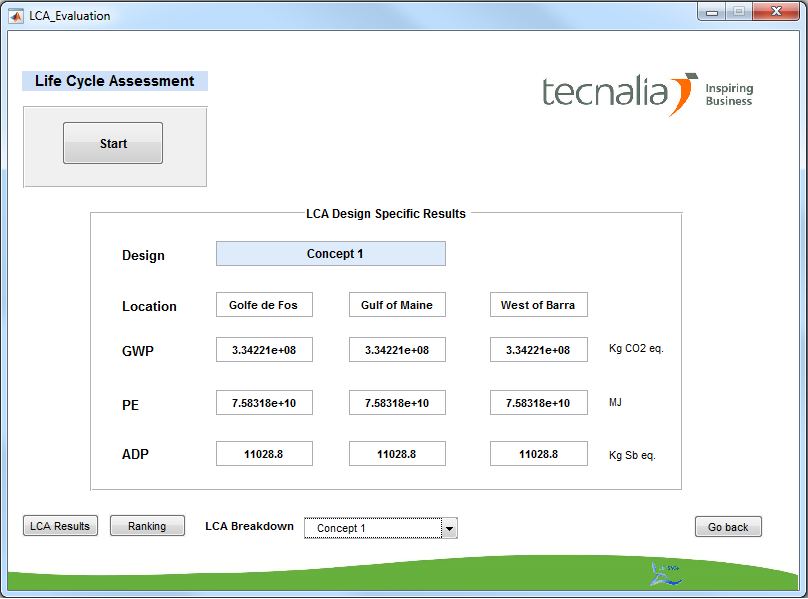 LCA_Evaluation
Life Cycle Assessment
tecnalia Inspiring
Business
Start
LCA Design Specific Results
Design Concept 1
Location Golfe de Fos Gulf of Maine West of Barra
GWP 3.34221e+08 3.34221e+08 3.34221e+08 Kg CO2 eq.
PE 7.58318e+10 7.58318e+10 7.58318e+10 MJ
ADP 11028.8 11028.8 11028.8 Kg Sb eq.
LCA Results Ranking LCA Breakdown Concept 1 Go back